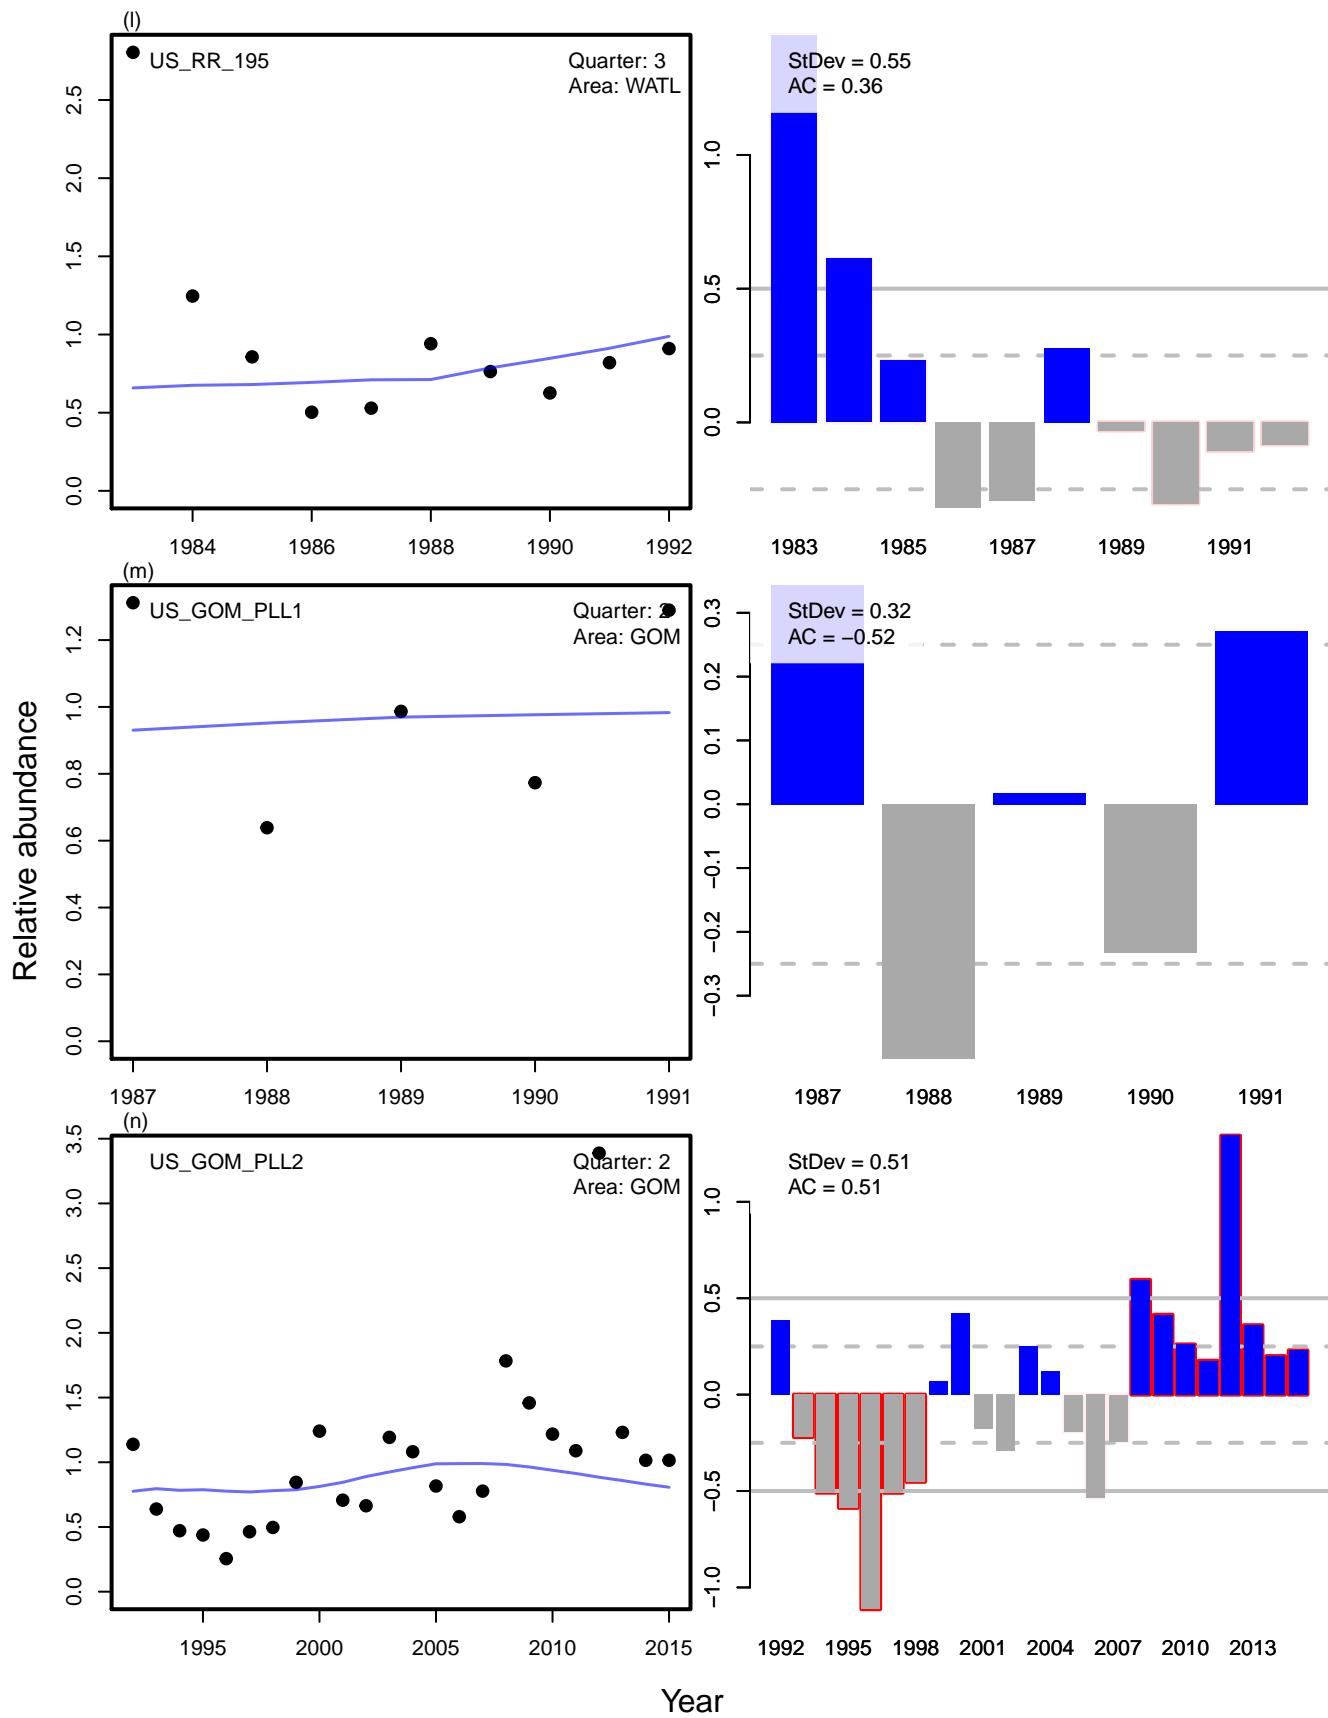 (l)
US_RR_195
Quarter: 3
Area: WATL
0.0 0.5 1.0 1.5 2.0 2.5
1984 1986 1988 1990 1992
StDev = 0.55
AC = 0.36
0.0 0.5 1.0
1983 1985 1987 1989 1991
(m)
US_GOM_PLL1
Quarter: 2
Area: GOM
0.0 0.2 0.4 0.6 0.8 1.0 1.2
1987 1988 1989 1990 1991
StDev = 0.32
AC = −0.52
−0.3 −0.2 −0.1 0.0 0.1 0.2 0.3
1987 1988 1989 1990 1991
Relative abundance
(n)
US_GOM_PLL2
Quarter: 2
Area: GOM
0.0 0.5 1.0 1.5 2.0 2.5 3.0 3.5
1995 2000 2005 2010 2015
StDev = 0.51
AC = 0.51
−1.0 −0.5 0.0 0.5 1.0
1992 1995 1998 2001 2004 2007 2010 2013
Year